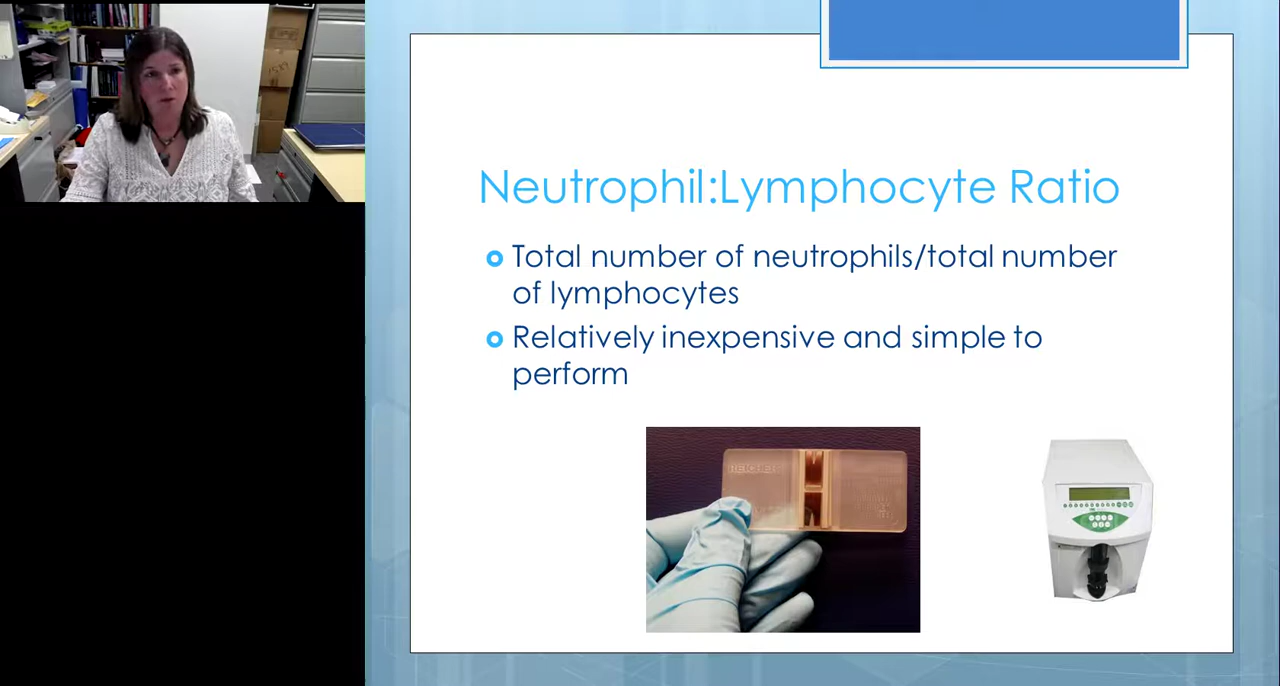 Neutrophil:Lymphocyte Ratio
Total number of neutrophils/total number
of lymphocytes
Relatively inexpensive and simple to
perform